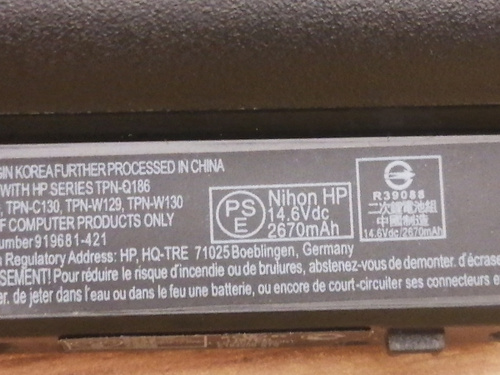 GIN KOREA FURTHER PROCESSED IN CHINA
WITH HP SERIES TPN-Q186
TPN-C130, TPN-W129, TPN-W130
F COMPUTER PRODUCTS ONLY
umber 919681-421
PS
E
Nihon HP
14.6Vdc
2670mAh
R39088
二次鋰電池組
中國製造
14.6Vdc/2670mAh
n Regulatory Address: HP, HQ-TRE 71025 Boeblingen, Germany
SSEMENT! Pour réduire le risque d'incendie ou de brulures, abstenez-vous de demonter, d'écrase
r, de jeter dans l'eau ou dans le feu une batterie, ou encore de court-circuiter ses connecteurs e